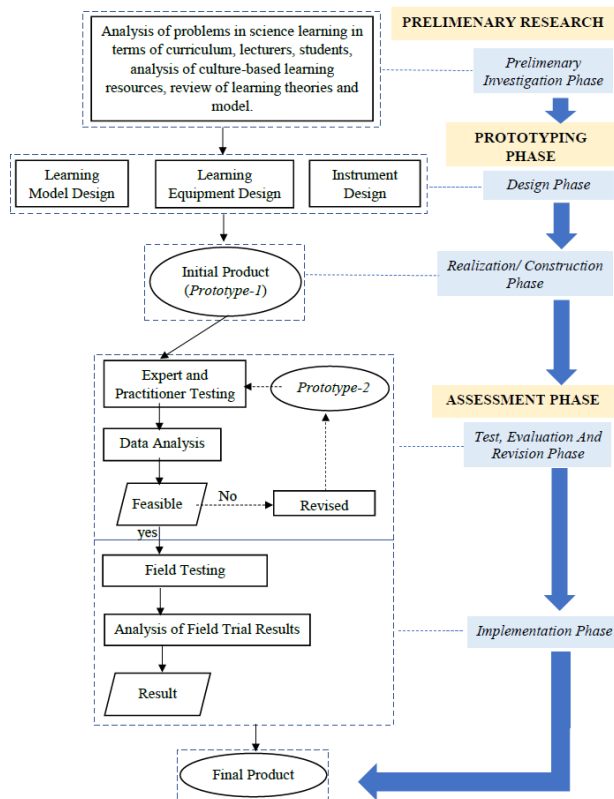 PRELIMENARY RESEARCH
Analysis of problems in science learning in
terms of curriculum, lecturers, students,
analysis of culture-based learning
resources, review of learning theories and
model.
Prelimenary
Investigation Phase
PROTOTYPING
PHASE
Learning
Model Design
Learning
Equipment Design
Instrument
Design
Design Phase
Initial Product
(Prototype-1)
Realization/ Construction
Phase
Expert and
Practitioner Testing
Prototype-2
ASSESSMENT PHASE
Data Analysis
Test, Evaluation And
Revision Phase
Feasible
No
Revised
yes
Field Testing
Analysis of Field Trial Results
Implementation Phase
Result
Final Product